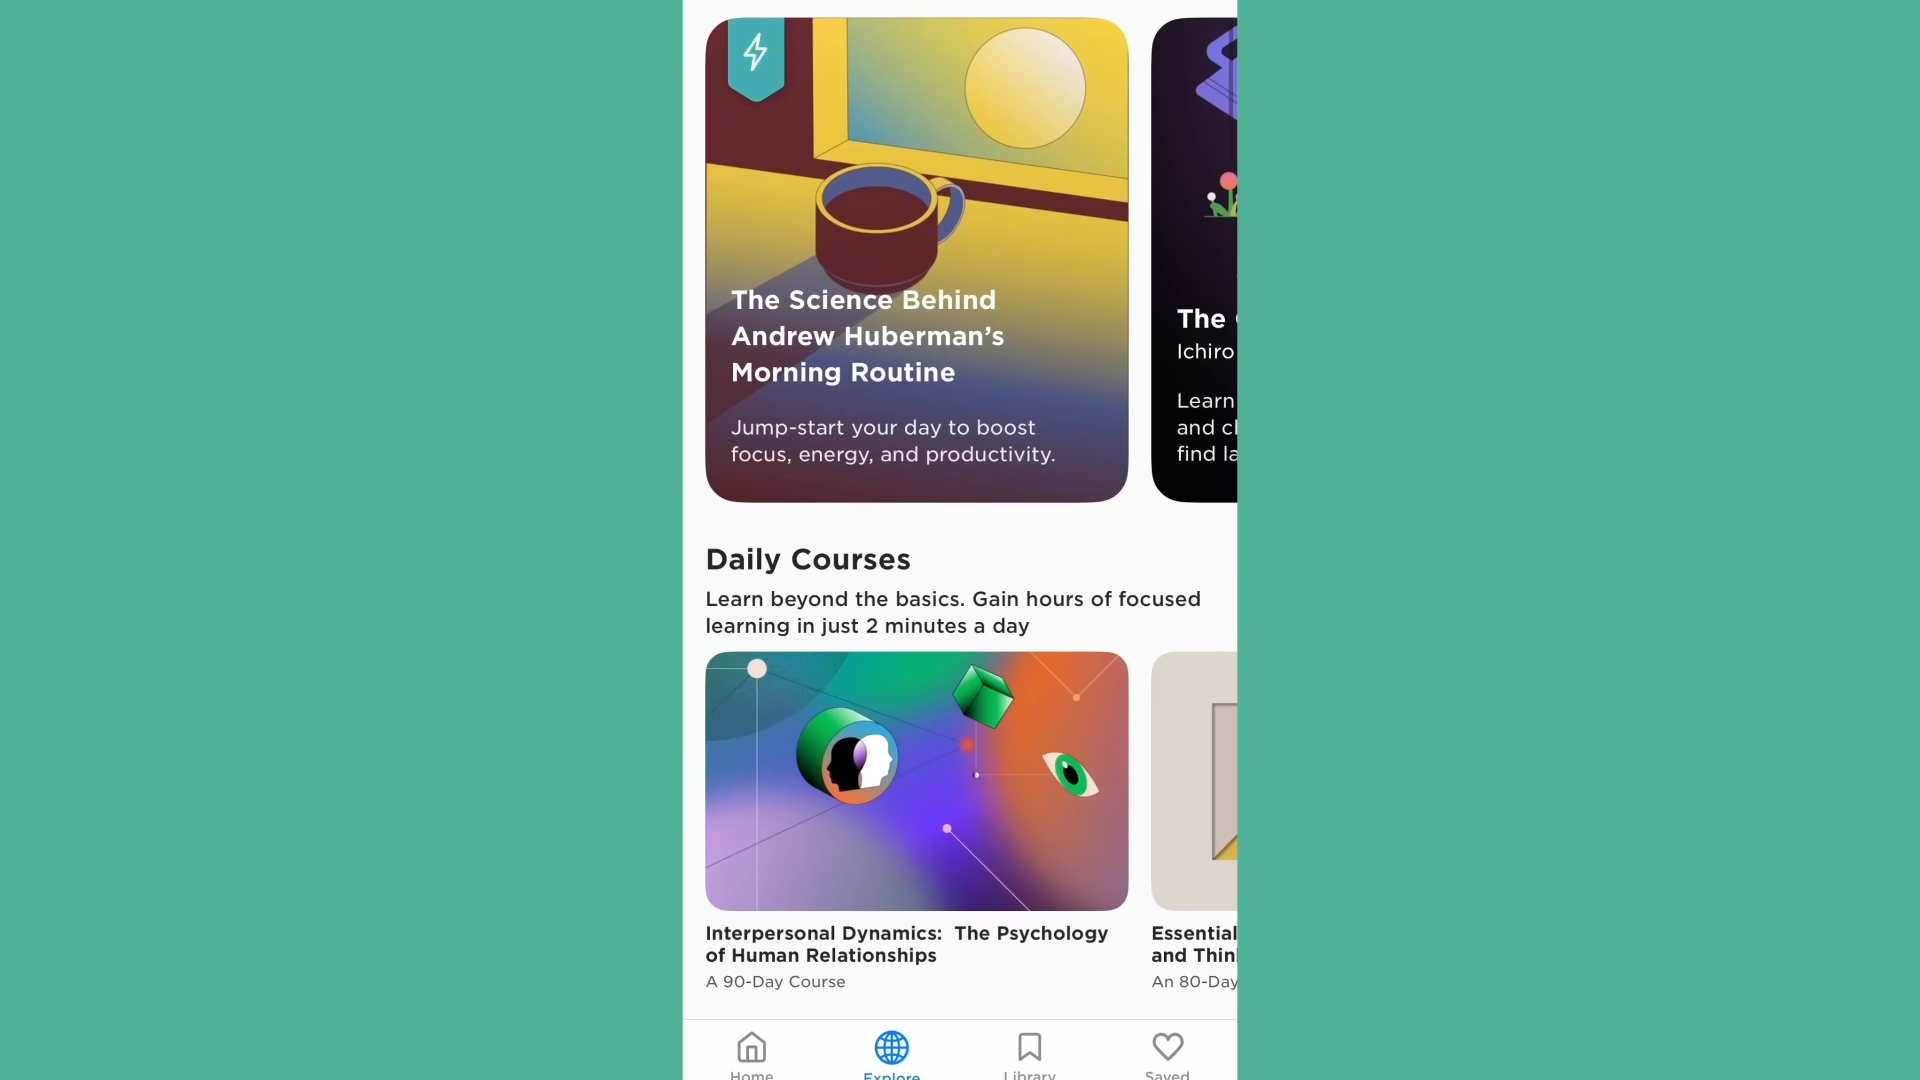 The Science Behind
Andrew Huberman’s
Morning Routine
Jump-start your day to boost
focus, energy, and productivity.
The
Ichiro
Learn
and
find
Daily Courses
Learn beyond the basics. Gain hours of focused
learning in just 2 minutes a day
Interpersonal Dynamics: The Psychology
of Human Relationships
A 90-Day Course
Essential
and
An 80-Day
Home
Explore
Library
Saved